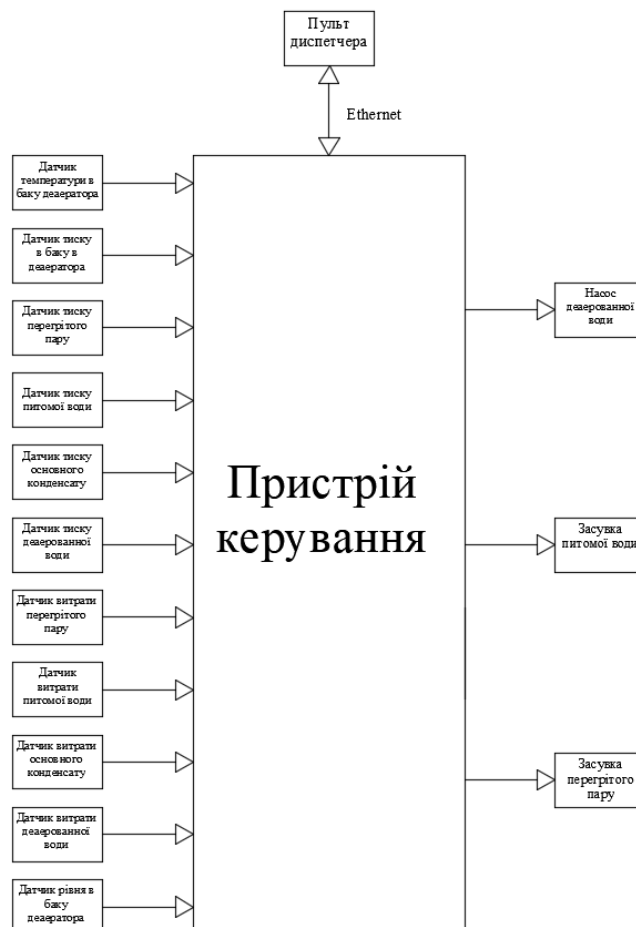 Пульт
диспетчера
Ethernet
Датчик
температури в
баку деаератора
Датчик тиску
в баку в
деаератора
Датчик тиску
перегрітого
пару
Датчик тиску
питомої води
Датчик тиску
основного
конденсату
Датчик тиску
деаерованної
води
Датчик витрати
перегрітого
пару
Датчик
витрати
питомої води
Датчик витрати
основного
конденсату
Датчик витрати
деаерованної
води
Датчик рівня в
баку
деаератора
Пристрій
керування
Насос
деаерованної
води
Засувка
питомої води
Засувка
перегрітого
пару